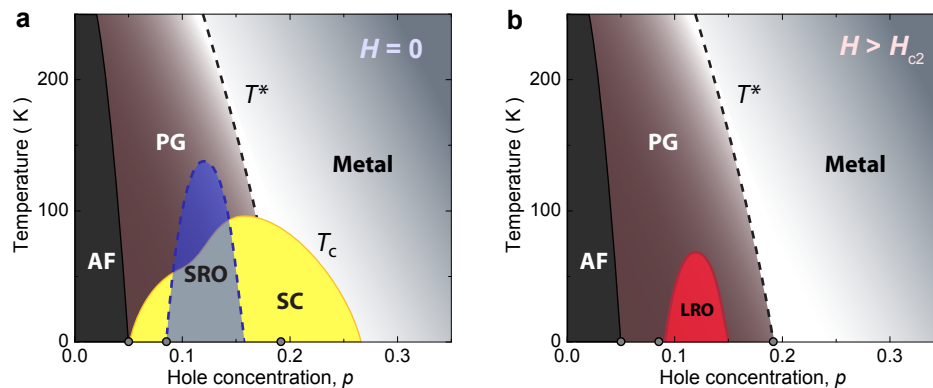 a
H = 0
200
T*
PG
Metal
100
Tc
AF
SRO
SC
0
0.0
0.1
0.2
0.3
Temperature ( K )
Hole concentration, p
b
H > Hc2
200
T*
PG
Metal
100
AF
LRO
0
0.0
0.1
0.2
0.3
Temperature ( K )
Hole concentration, p